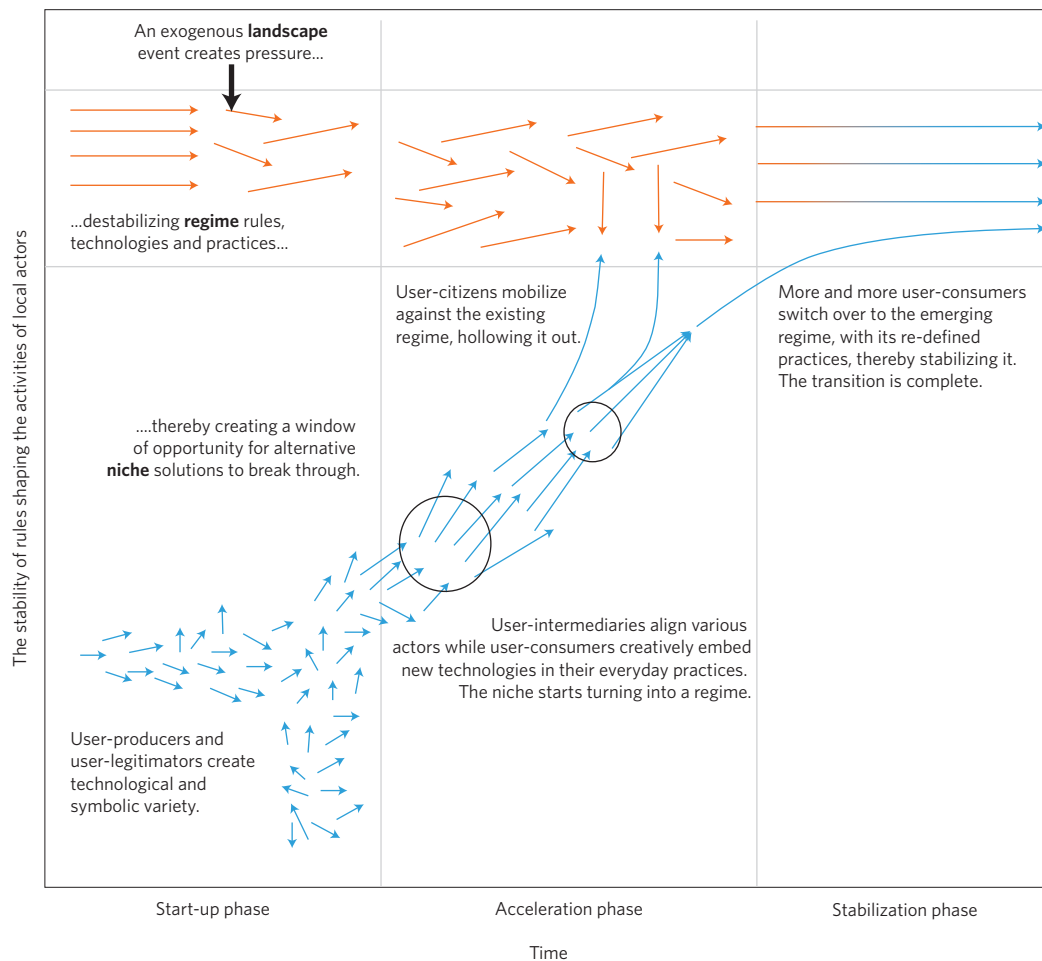 An exogenous landscape
event creates pressure...
...destabilizing regime rules,
technologies and practices...
User-citizens mobilize
against the existing
regime, hollowing it out.
More and more user-consumers
switch over to the emerging
regime, with its re-defined
practices, thereby stabilizing it.
The transition is complete.
....thereby creating a window
of opportunity for alternative
niche solutions to break through.
User-intermediaries align various
actors while user-consumers creatively embed
new technologies in their everyday practices.
The niche starts turning into a regime.
User-producers and
user-legitimators create
technological and
symbolic variety.
The stability of rules shaping the activities of local actors
Start-up phase
Acceleration phase
Stabilization phase
Time